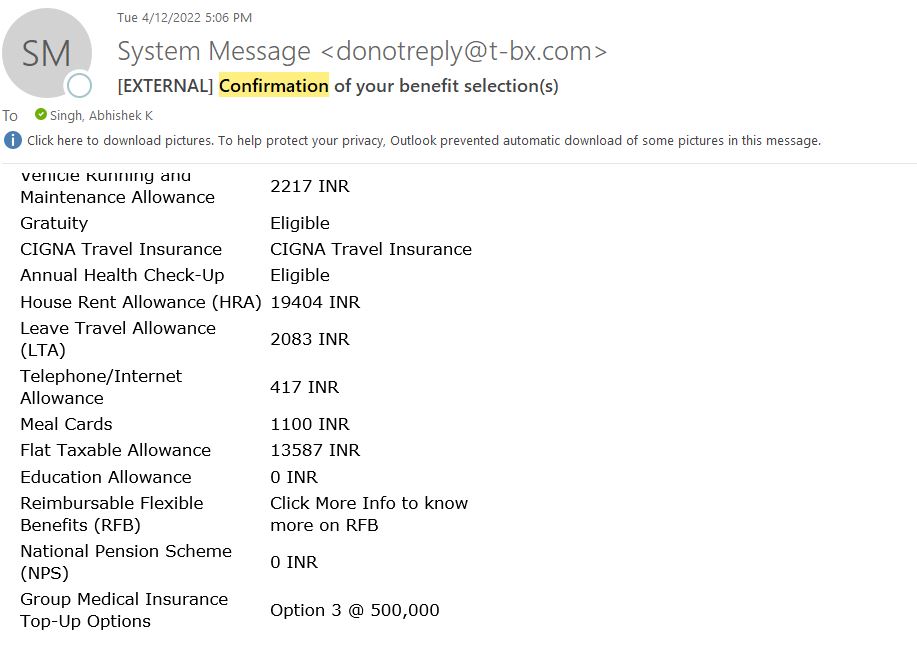 Tue 4/12/2022 5:06 PM
SM
System Message <donotreply@t-bx.com>
[EXTERNAL] Confirmation of your benefit selection(s)
To Singh, Abhishek K
i Click here to download pictures. To help protect your privacy, Outlook prevented automatic download of some pictures in this message.
Vehicle Running and
Maintenance Allowance 2217 INR
Gratuity Eligible
CIGNA Travel Insurance CIGNA Travel Insurance
Annual Health Check-Up Eligible
House Rent Allowance (HRA) 19404 INR
Leave Travel Allowance
(LTA) 2083 INR
Telephone/Internet
Allowance 417 INR
Meal Cards 1100 INR
Flat Taxable Allowance 13587 INR
Education Allowance 0 INR
Reimbursable Flexible Click More Info to know
Benefits (RFB) more on RFB
National Pension Scheme
(NPS) 0 INR
Group Medical Insurance
Top-Up Options Option 3 @ 500,000